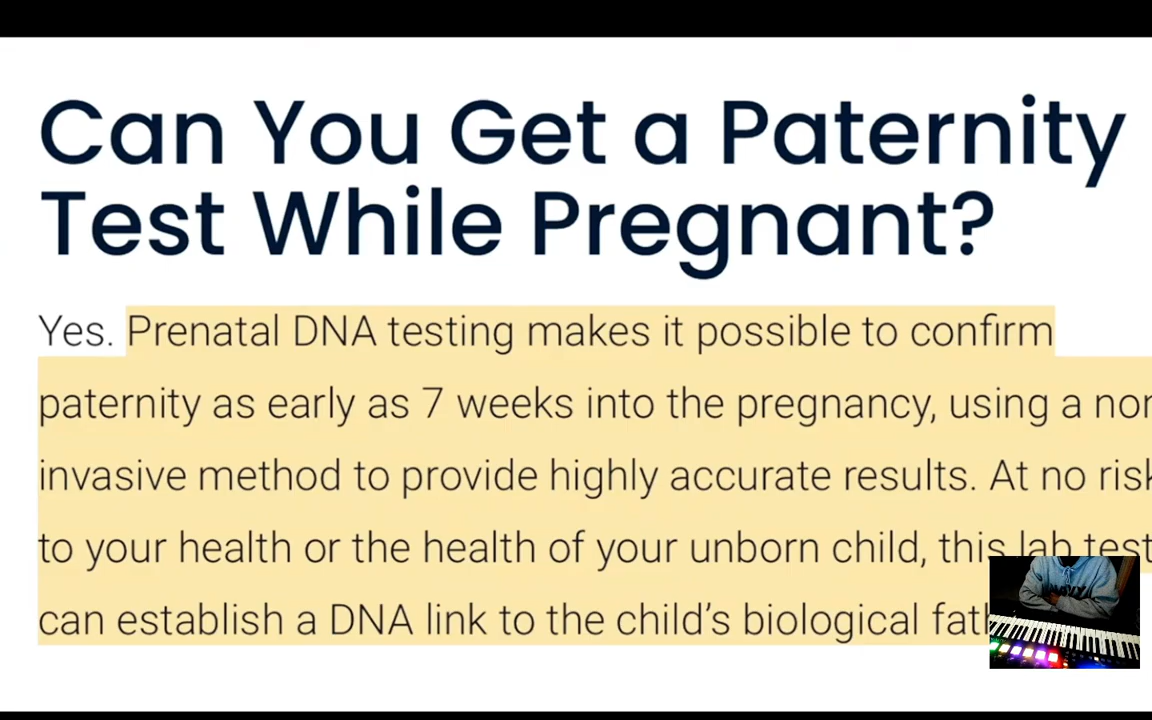 Can You Get a Paternity
Test While Pregnant?
Yes. Prenatal DNA testing makes it possible to confirm
paternity as early as 7 weeks into the pregnancy, using a
invasive method to provide highly accurate results. At no risk
to your health or the health of your unborn child, this lab test
can establish a DNA link to the child’s biological